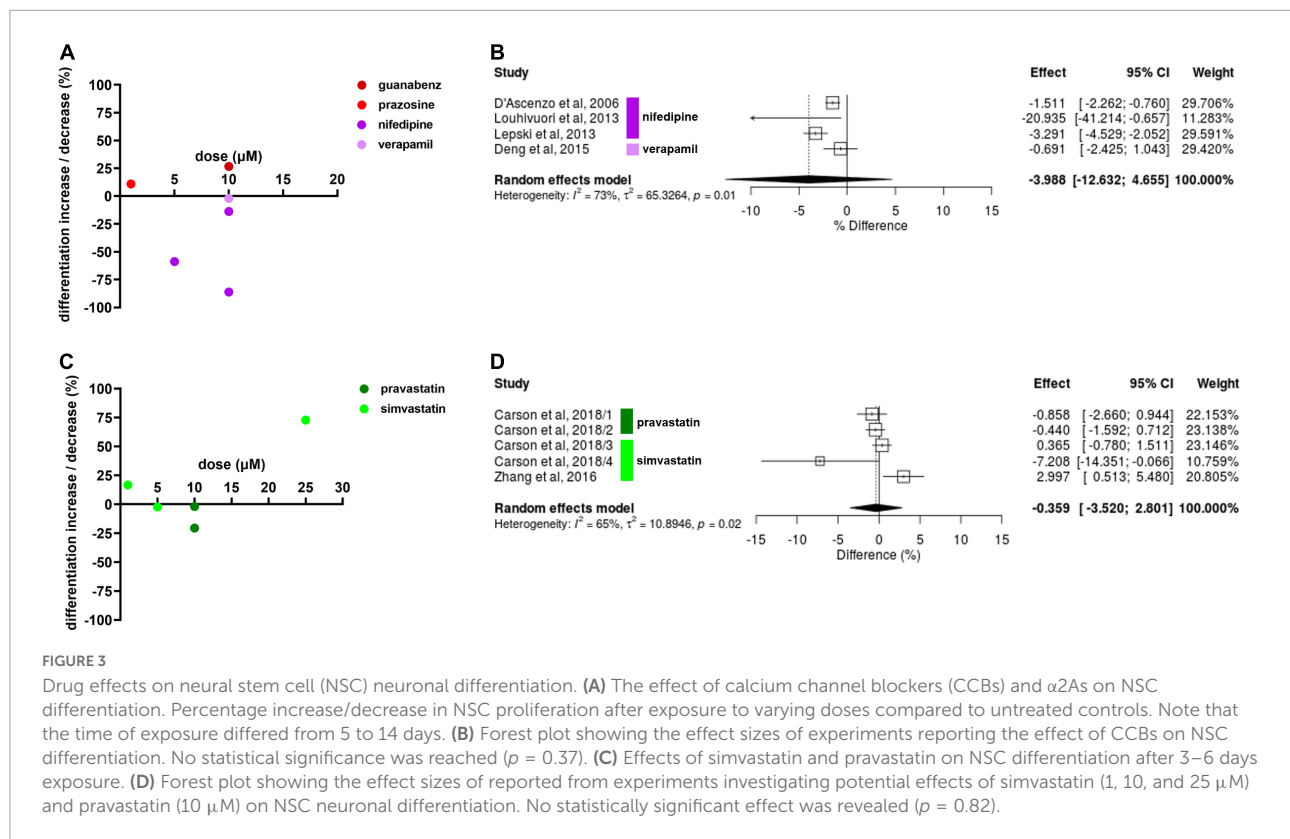 A
differentiation increase / decrease (%)
100
75
50
25
0
-25
-50
-75
-100
dose (µM)
5 10 15 20
guanabenz
prazosine
nifedipine
verapamil
B
Study Effect 95% CI Weight
D'Ascenzo et al, 2006 -1.511 [-2.262; -0.760] 29.706%
Louhivuori et al, 2013 -20.935 [-41.214; -0.657] 11.283%
Lepski et al, 2013 -3.291 [-4.529; -2.052] 29.591%
Deng et al, 2015 -0.691 [-2.425; 1.043] 29.420%
nifedipine
verapamil
Random effects model -3.988 [-12.632; 4.655] 100.000%
Heterogeneity: I² = 73%, τ² = 65.3264, p = 0.01
-10 -5 0 5 10 15
% Difference
C
differentiation increase / decrease (%)
100
75
50
25
0
-25
-50
-75
-100
dose (µM)
5 10 15 20 25 30
pravastatin
simvastatin
D
Study Effect 95% CI Weight
Carson et al, 2018/1 -0.858 [-2.660; 0.944] 22.153%
Carson et al, 2018/2 -0.440 [-1.592; 0.712] 23.138%
Carson et al, 2018/3 0.365 [-0.780; 1.511] 23.146%
Carson et al, 2018/4 -7.208 [-14.351; -0.066] 10.759%
Zhang et al, 2016 2.997 [ 0.513; 5.480] 20.805%
pravastatin
simvastatin
Random effects model -0.359 [-3.520; 2.801] 100.000%
Heterogeneity: I² = 65%, τ² = 10.8946, p = 0.02
-15 -10 -5 0 5 10 15
Difference (%)
FIGURE 3
Drug effects on neural stem cell (NSC) neuronal differentiation. (A) The effect of calcium channel blockers (CCBs) and α2As on NSC
differentiation. Percentage increase/decrease in NSC proliferation after exposure to varying doses compared to untreated controls. Note that
the time of exposure differed from 5 to 14 days. (B) Forest plot showing the effect sizes of experiments reporting the effect of CCBs on NSC
differentiation. No statistical significance was reached (p = 0.37). (C) Effects of simvastatin and pravastatin on NSC differentiation after 3–6 days
exposure. (D) Forest plot showing the effect sizes of reported from experiments investigating potential effects of simvastatin (1, 10, and 25 µM)
and pravastatin (10 µM) on NSC neuronal differentiation. No statistically significant effect was revealed (p = 0.82).